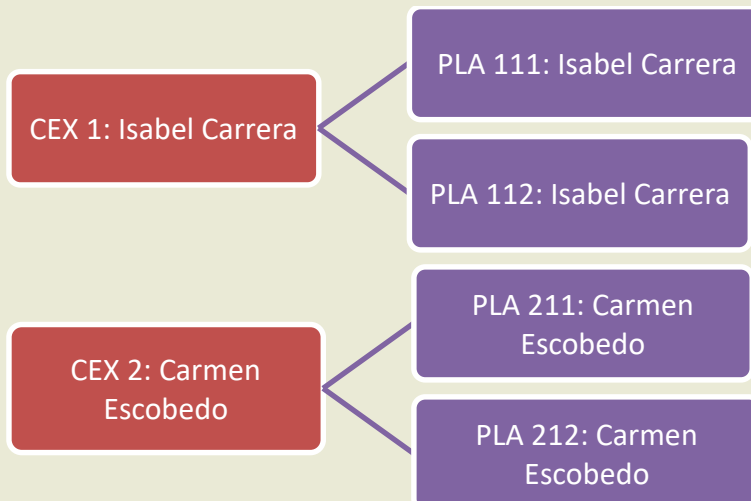 PLA 111: Isabel Carrera
CEX 1: Isabel Carrera
PLA 112: Isabel Carrera
PLA 211: Carmen
Escobedo
CEX 2: Carmen
Escobedo
PLA 212: Carmen
Escobedo